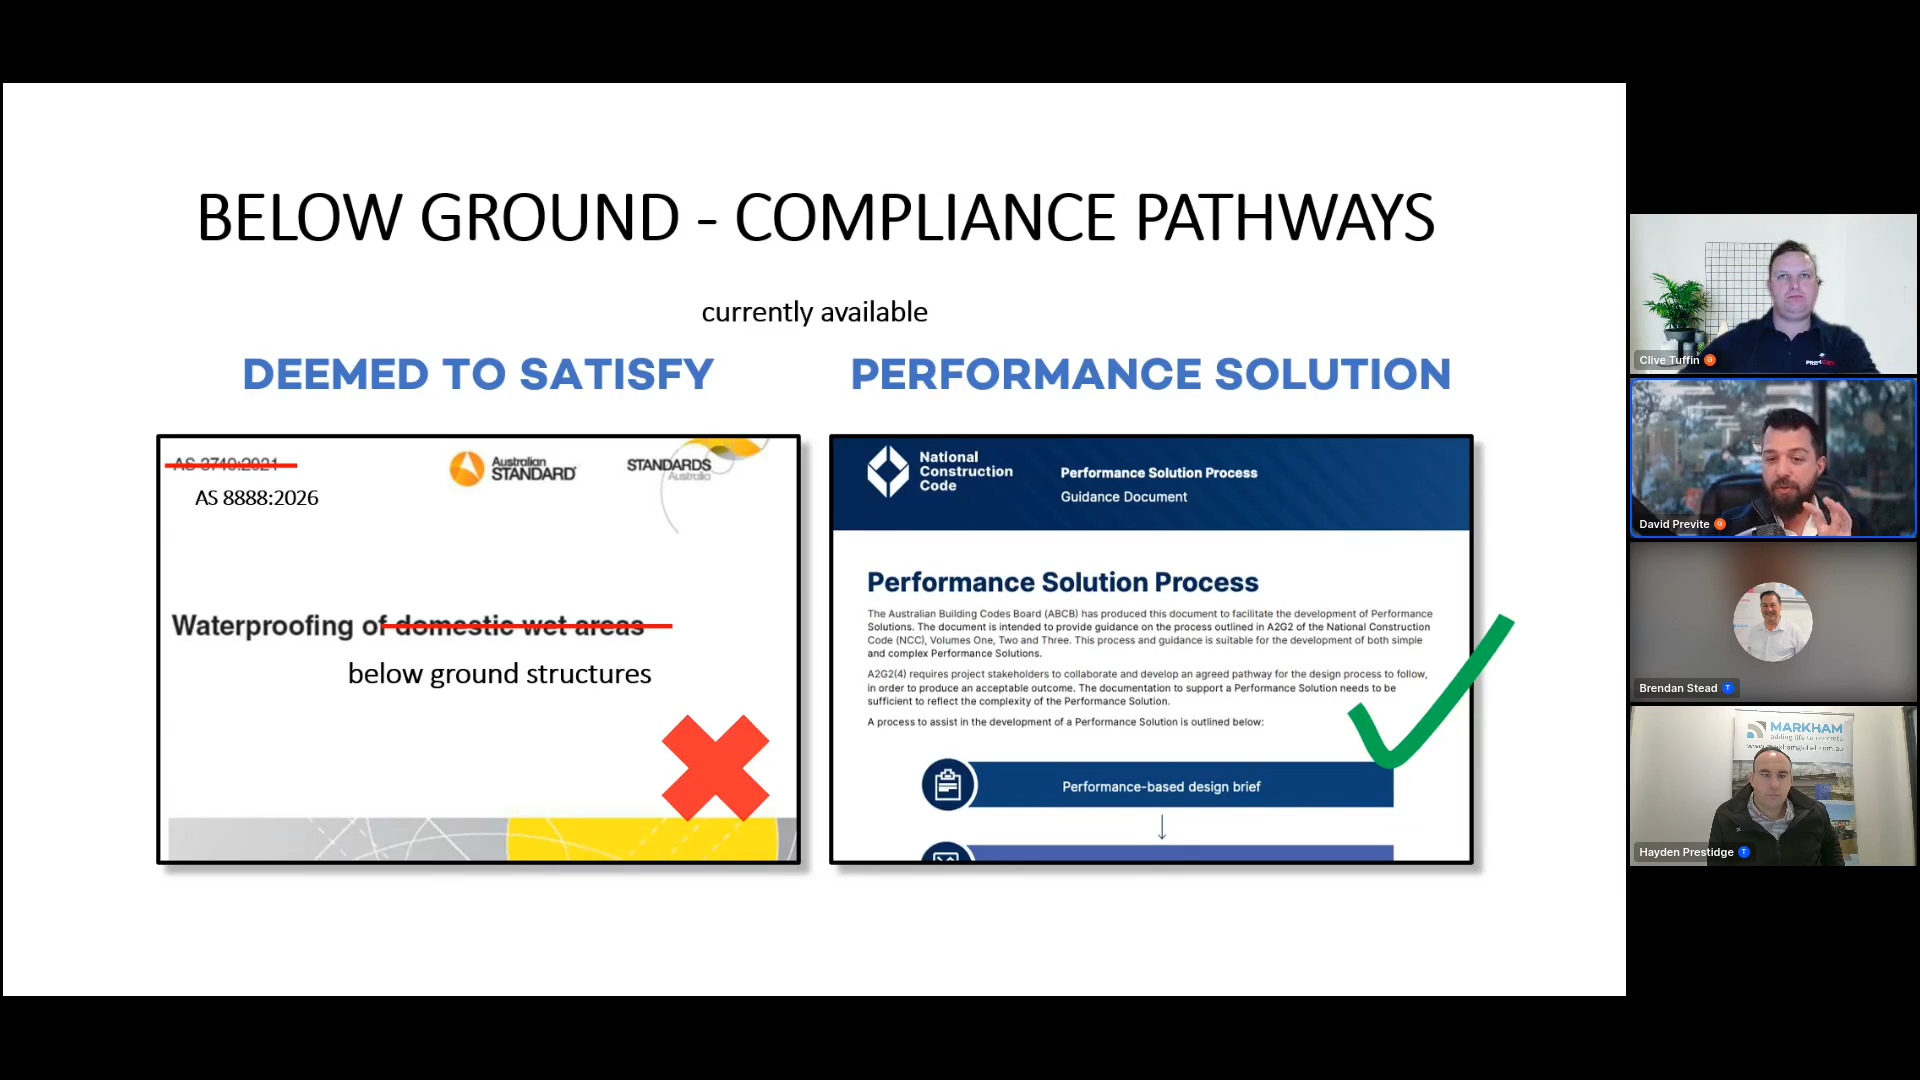 BELOW GROUND - COMPLIANCE PATHWAYS
currently available
DEEMED TO SATISFY
PERFORMANCE SOLUTION
AS 3740:2021
AS 8888:2026
Australian
STANDARD
STANDARDS
Australia
Waterproofing of domestic wet areas
below ground structures
National
Construction
Code
Performance Solution Process
Guidance Document
Performance Solution Process
The Australian Building Codes Board (ABCB) has produced this document to facilitate the development of Performance
Solutions. The document is intended to provide guidance on the process outlined in A2G2 of the National Construction
Code (NCC), Volumes One, Two and Three. This process and guidance is suitable for the development of both simple
and complex Performance Solutions.
A2G2(4) requires project stakeholders to collaborate and develop an agreed pathway for the design process to follow,
in order to produce an acceptable outcome. The documentation to support a Performance Solution needs to be
sufficient to reflect the complexity of the Performance Solution.
A process to assist in the development of a Performance Solution is outlined below:
Performance-based design brief
Clive Tuffin G
David Previte G
Brendan Stead T
MARKHAM
adding life to concrete
www.markhamglobal.com.au
Hayden Prestidge T